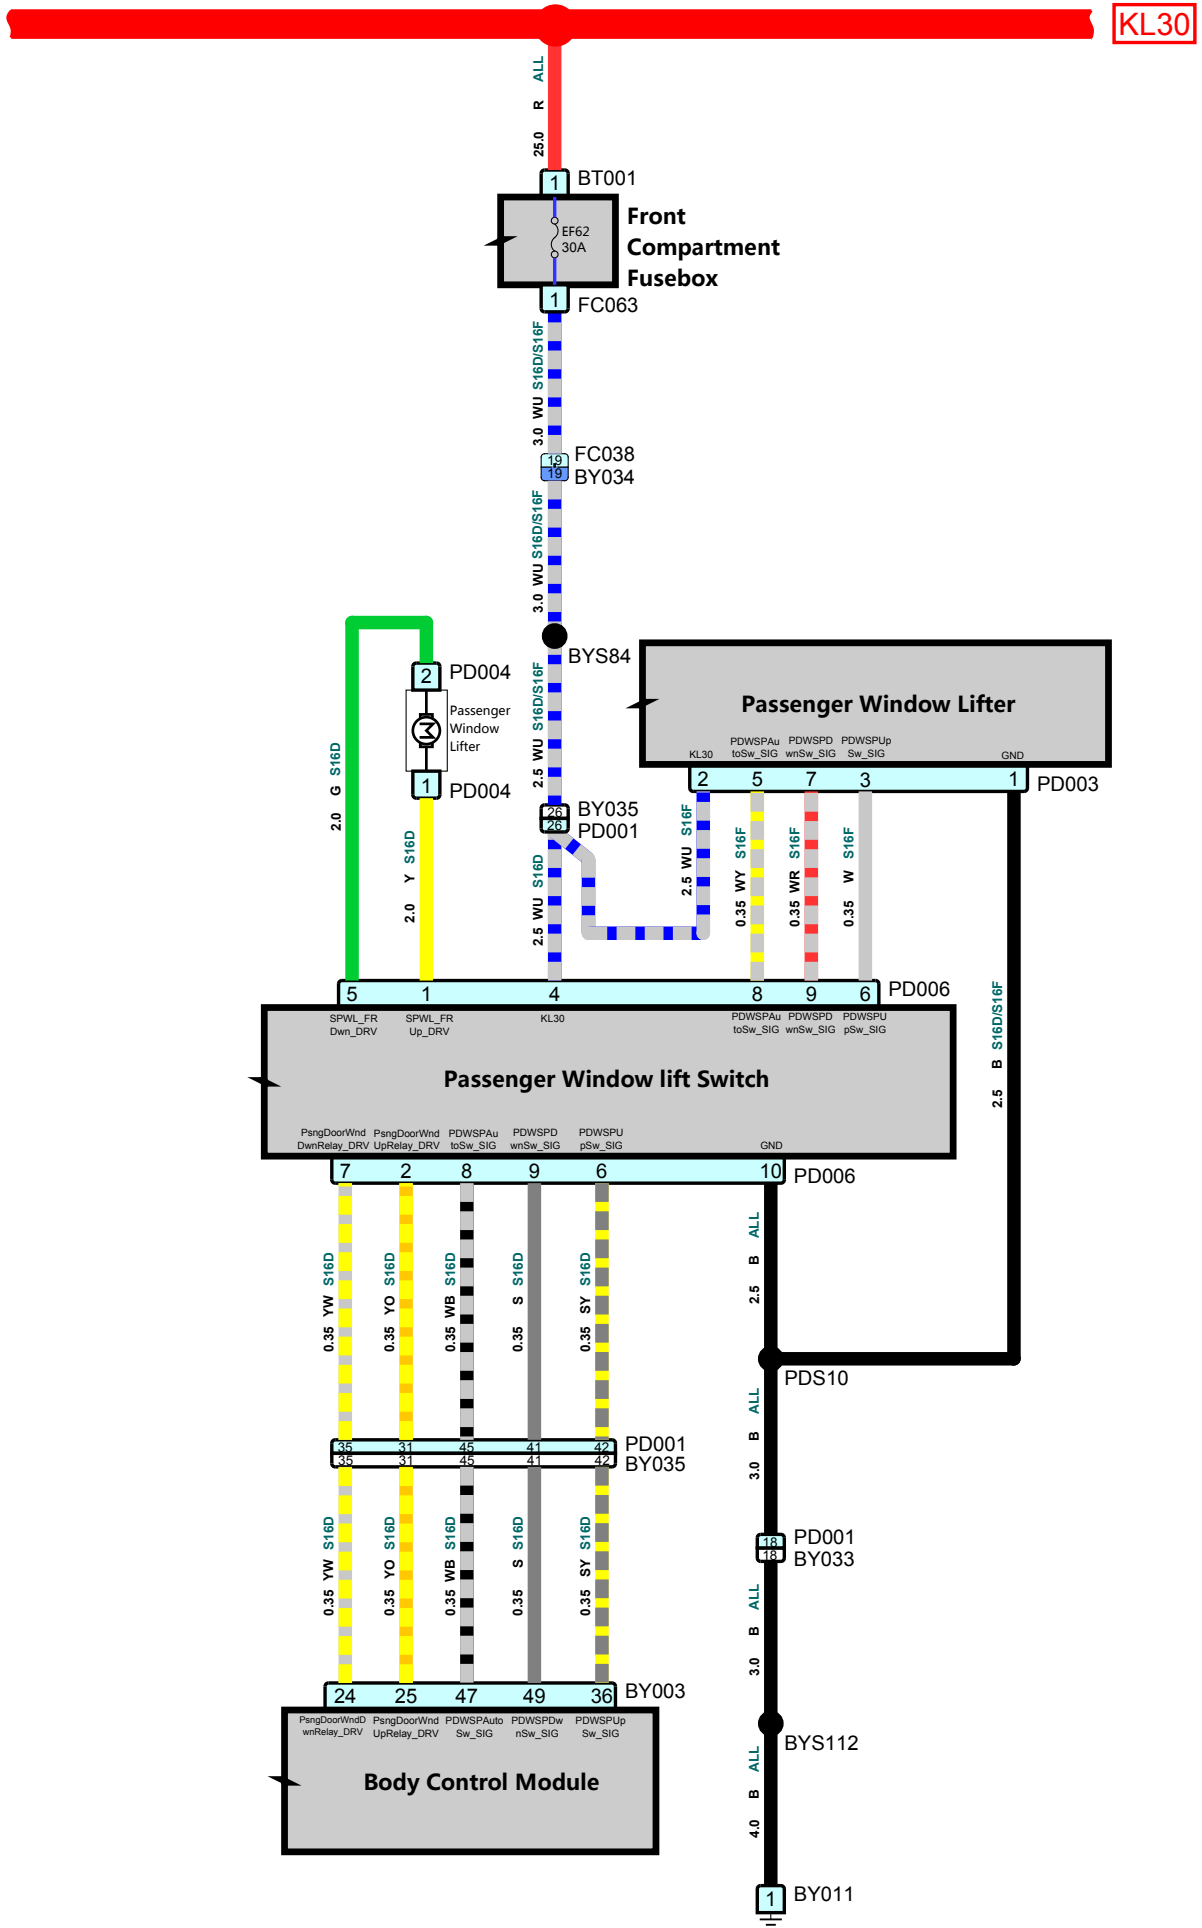 KL30
25.0 R ALL
1 BT001
EF62
30A
Front
Compartment
Fusebox
1 FC063
3.0 WU S16D/S16F
19 FC038
19 BY034
3.0 WU S16D/S16F
BYS84
2.5 WU S16D/S16F
26 BY035
26 PD001
2.5 WU S16D
2 PD004
Passenger
Window
Lifter
1 PD004
2.0 G S16D
2.0 Y S16D
Passenger Window Lifter
KL30
PDWSPAu
toSw_SIG
PDWSPD
wnSw_SIG
PDWSPUp
Sw_SIG
GND
2 5 7 3 1 PD003
2.5 WU S16F
0.35 WY S16F
0.35 WR S16F
0.35 W S16F
2.5 B S16D/S16F
5 1 4 8 9 6 PD006
SPWL_FR
Dwn_DRV
SPWL_FR
Up_DRV
KL30
PDWSPAu
toSw_SIG
PDWSPD
wnSw_SIG
PDWSPU
pSw_SIG
Passenger Window lift Switch
PsngDoorWnd
DwnRelay_DRV
PsngDoorWnd
UpRelay_DRV
PDWSPAu
toSw_SIG
PDWSPD
wnSw_SIG
PDWSPU
pSw_SIG
GND
7 2 8 9 6 10 PD006
0.35 YW S16D
0.35 YO S16D
0.35 WB S16D
0.35 S S16D
0.35 SY S16D
2.5 B ALL
PDS10
3.0 B ALL
35 31 45 41 42 PD001
35 31 45 41 42 BY035
18 PD001
18 BY033
0.35 YW S16D
0.35 YO S16D
0.35 WB S16D
0.35 S S16D
0.35 SY S16D
3.0 B ALL
24 25 47 49 36 BY003
PsngDoorWndD
wnRelay_DRV
PsngDoorWnd
UpRelay_DRV
PDWSPAuto
Sw_SIG
PDWSPDw
nSw_SIG
PDWSPUp
Sw_SIG
Body Control Module
BYS112
4.0 B ALL
1 BY011